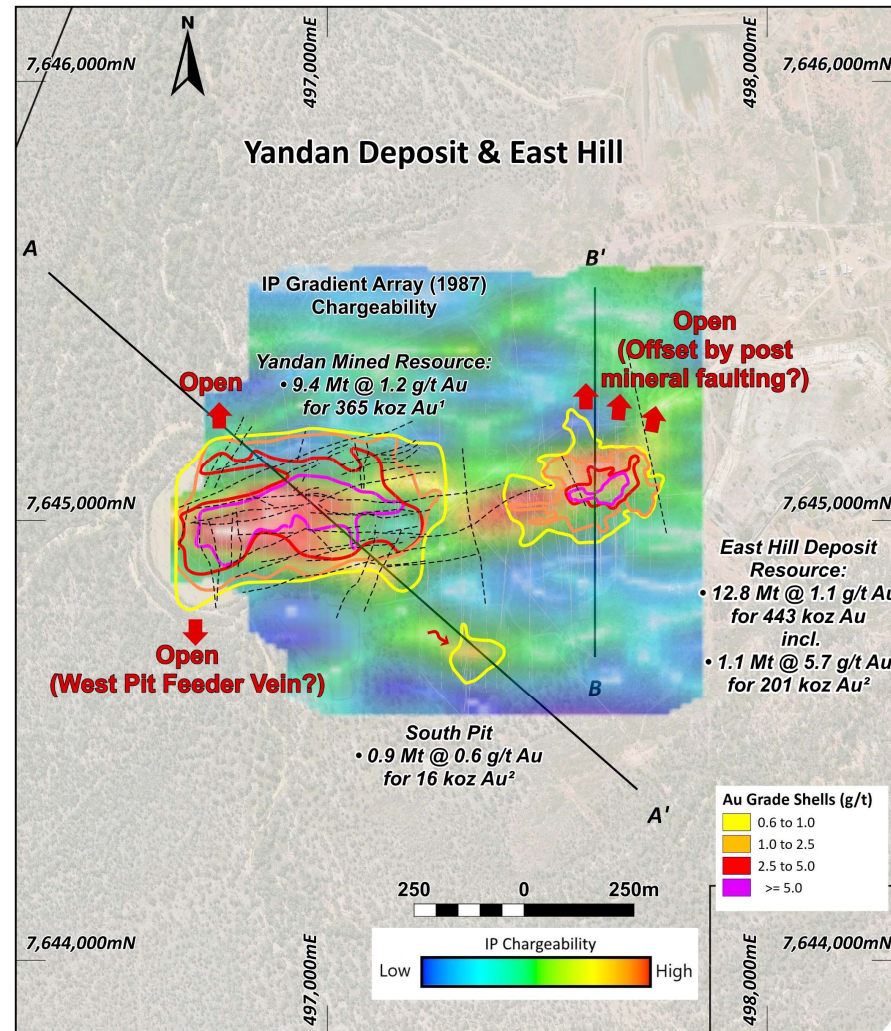 7,646,000mN
497,000mE
498,000mE
7,646,000mN
N
Yandan Deposit & East Hill
A
B'
IP Gradient Array (1987)
Chargeability
Open
(Offset by post
mineral faulting?)
Yandan Mined Resource:
• 9.4 Mt @ 1.2 g/t Au
for 365 koz Au¹
Open
7,645,000mN
7,645,000mN
East Hill Deposit
Resource:
• 12.8 Mt @ 1.1 g/t Au
for 443 koz Au
incl.
• 1.1 Mt @ 5.7 g/t Au
for 201 koz Au²
Open
(West Pit Feeder Vein?)
B
South Pit
• 0.9 Mt @ 0.6 g/t Au
for 16 koz Au²
A'
Au Grade Shells (g/t)
0.6 to 1.0
1.0 to 2.5
2.5 to 5.0
>= 5.0
250 0 250m
IP Chargeability
Low High
7,644,000mN
497,000mE
498,000mE
7,644,000mN